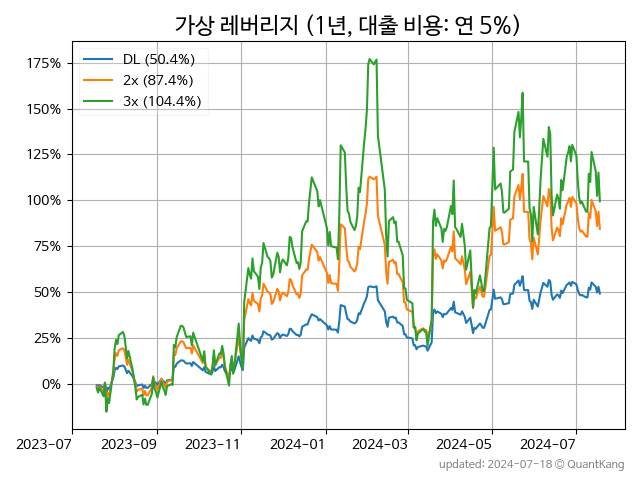 가상 레버리지 (1년, 대출 비용: 연 5%)
DL (50.4%)
2x (87.4%)
3x (104.4%)
175%
150%
125%
100%
75%
50%
25%
0%
2023-07 2023-09 2023-11 2024-01 2024-03 2024-05 2024-07
updated: 2024-07-18 © QuantKang